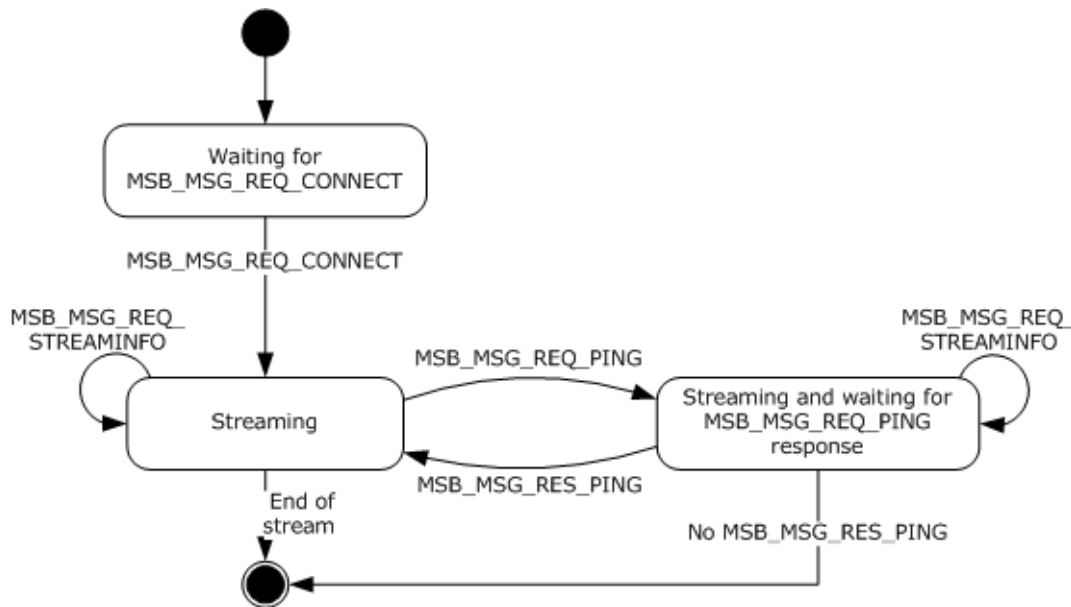 Waiting for
MSB_MSG_REQ_CONNECT
MSB_MSG_REQ_CONNECT
MSB_MSG_REQ_
STREAMINFO
MSB_MSG_REQ_PING
MSB_MSG_REQ_
STREAMINFO
Streaming
Streaming and waiting for
MSB_MSG_REQ_PING
response
MSB_MSG_RES_PING
End of
stream
No MSB_MSG_RES_PING